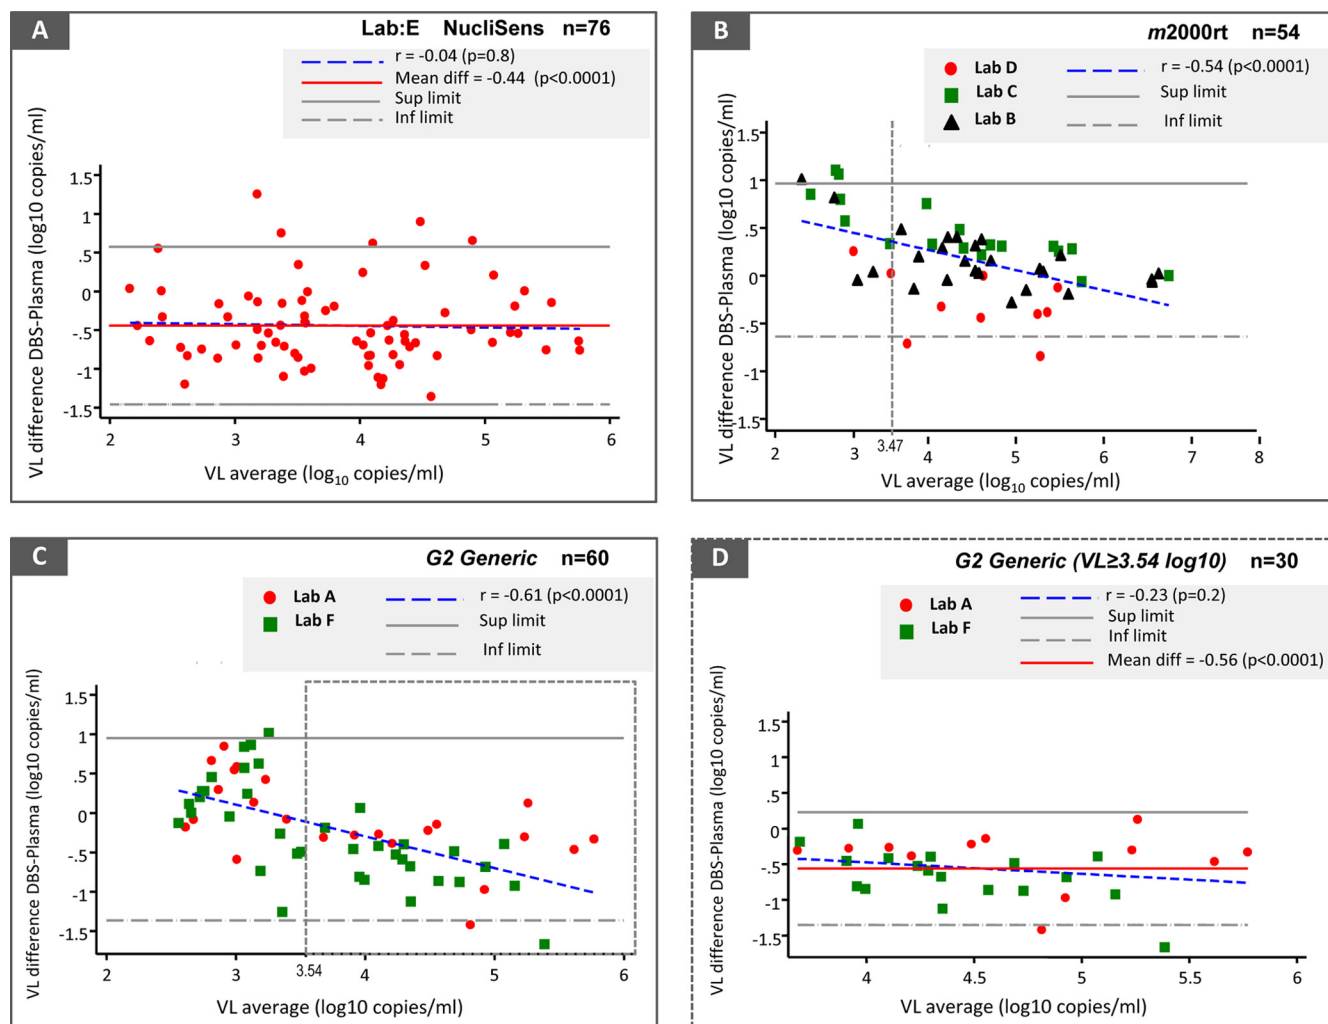 A
Lab:E NucliSens n=76
r = -0.04 (p=0.8)
Mean diff = -0.44 (p<0.0001)
Sup limit
Inf limit
VL difference DBS-Plasma (log10 copies/ml)
1.5
1
.5
0
-.5
-1
-1.5
2 3 4 5 6
VL average (log10 copies/ml)
B
m2000rt n=54
Lab D
Lab C
Lab B
r = -0.54 (p<0.0001)
Sup limit
Inf limit
VL difference DBS-Plasma (log10 copies/ml)
1.5
1
.5
0
-.5
-1
-1.5
2 3 3.47 4 5 6 7 8
VL average (log10 copies/ml)
C
G2 Generic n=60
Lab A
Lab F
r = -0.61 (p<0.0001)
Sup limit
Inf limit
VL difference DBS-Plasma (log10 copies/ml)
1.5
1
.5
0
-.5
-1
-1.5
2 3 3.54 4 5 6
VL average (log10 copies/ml)
D
G2 Generic (VL≥3.54 log10) n=30
Lab A
Lab F
r = -0.23 (p=0.2)
Sup limit
Inf limit
Mean diff = -0.56 (p<0.0001)
VL difference DBS-Plasma (log10 copies/ml)
1.5
1
.5
0
-.5
-1
-1.5
4 4.5 5 5.5 6
VL average (log10 copies/ml)